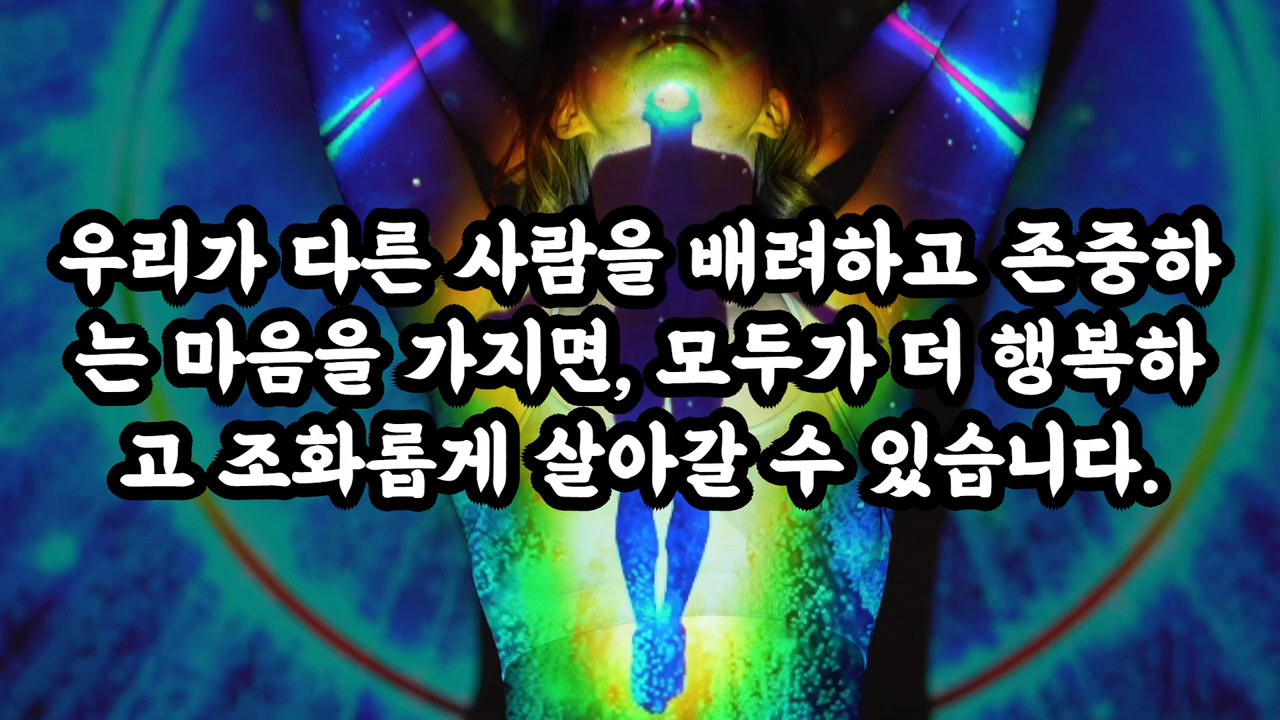 우리가 다른 사람을 배려하고 존중하
는 마음을 가지면, 모두가 더 행복하
고 조화롭게 살아갈 수 있습니다.